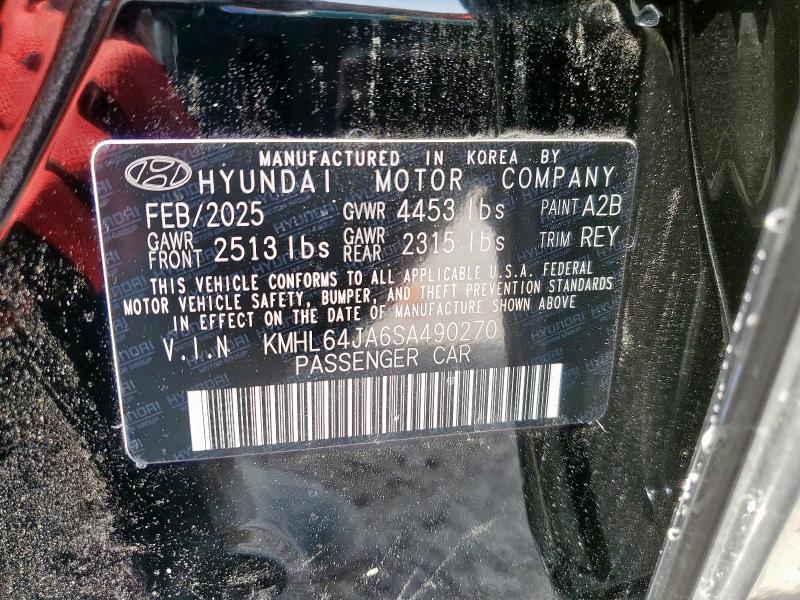 MANUFACTURED IN KOREA BY
HYUNDAI MOTOR COMPANY
FEB/2025 GVWR 4453 lbs PAINT A2B
GAWR FRONT 2513 lbs GAWR REAR 2315 lbs TRIM REY
THIS VEHICLE CONFORMS TO ALL APPLICABLE U.S.A. FEDERAL
MOTOR VEHICLE SAFETY, BUMPER, AND THEFT PREVENTION STANDARDS
IN EFFECT ON THE DATE OF MANUFACTURE SHOWN ABOVE
V.I.N KMHL64JA6SA490270
PASSENGER CAR